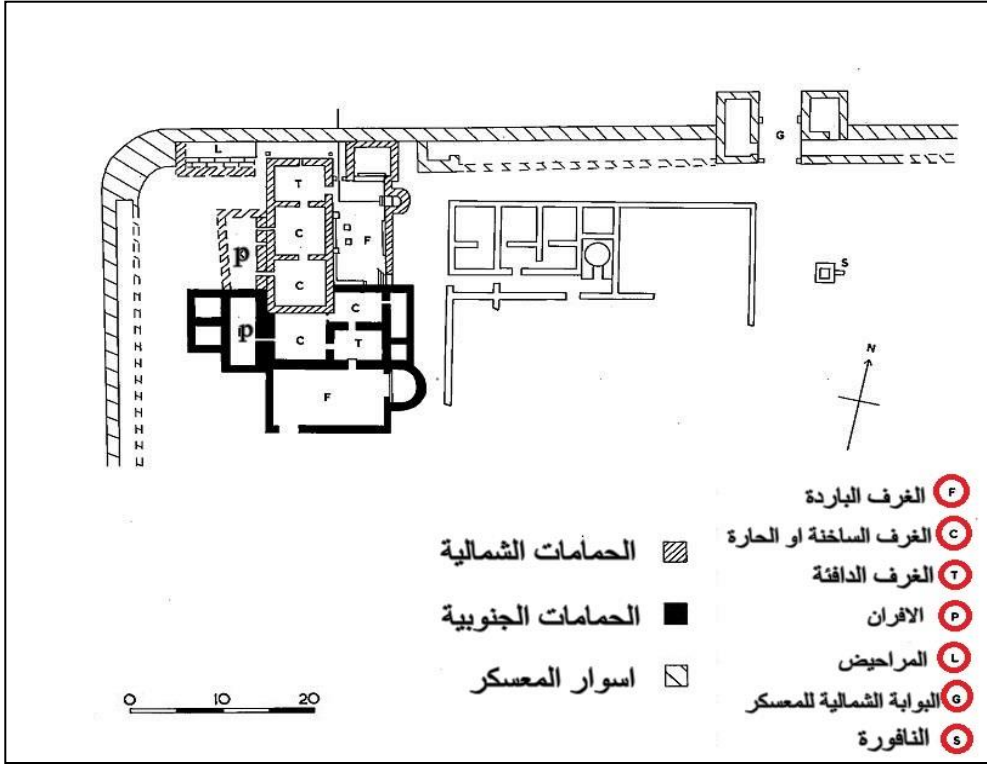 L
G
T
C
F
S
P
C
C
P
C
T
F
N
الغرف الباردة F
الغرف الساخنة او الحارة C
الغرف الدافئة T
الافران P
المراحيض L
البوابة الشمالية للمعسكر G
النافورة S
الحمامات الشمالية
الحمامات الجنوبية
اسوار المعسكر
0 10 20